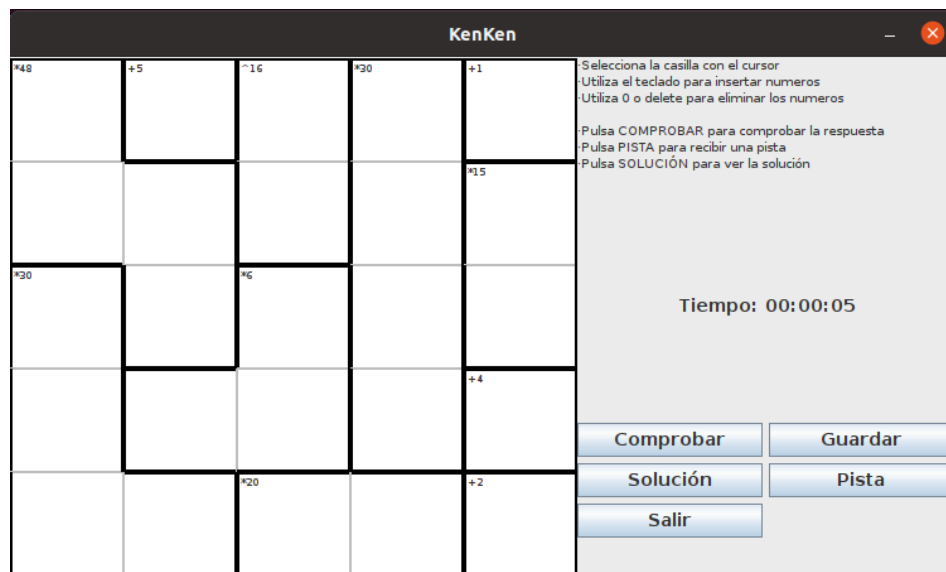 KenKen
*48 +5 ^16 *30 +1
·Selecciona la casilla con el cursor
·Utiliza el teclado para insertar numeros
·Utiliza 0 o delete para eliminar los numeros
·Pulsa COMPROBAR para comprobar la respuesta
·Pulsa PISTA para recibir una pista
·Pulsa SOLUCIÓN para ver la solución
*15
*30 *6
Tiempo: 00:00:05
+4
Comprobar Guardar
*20 +2
Solución Pista
Salir